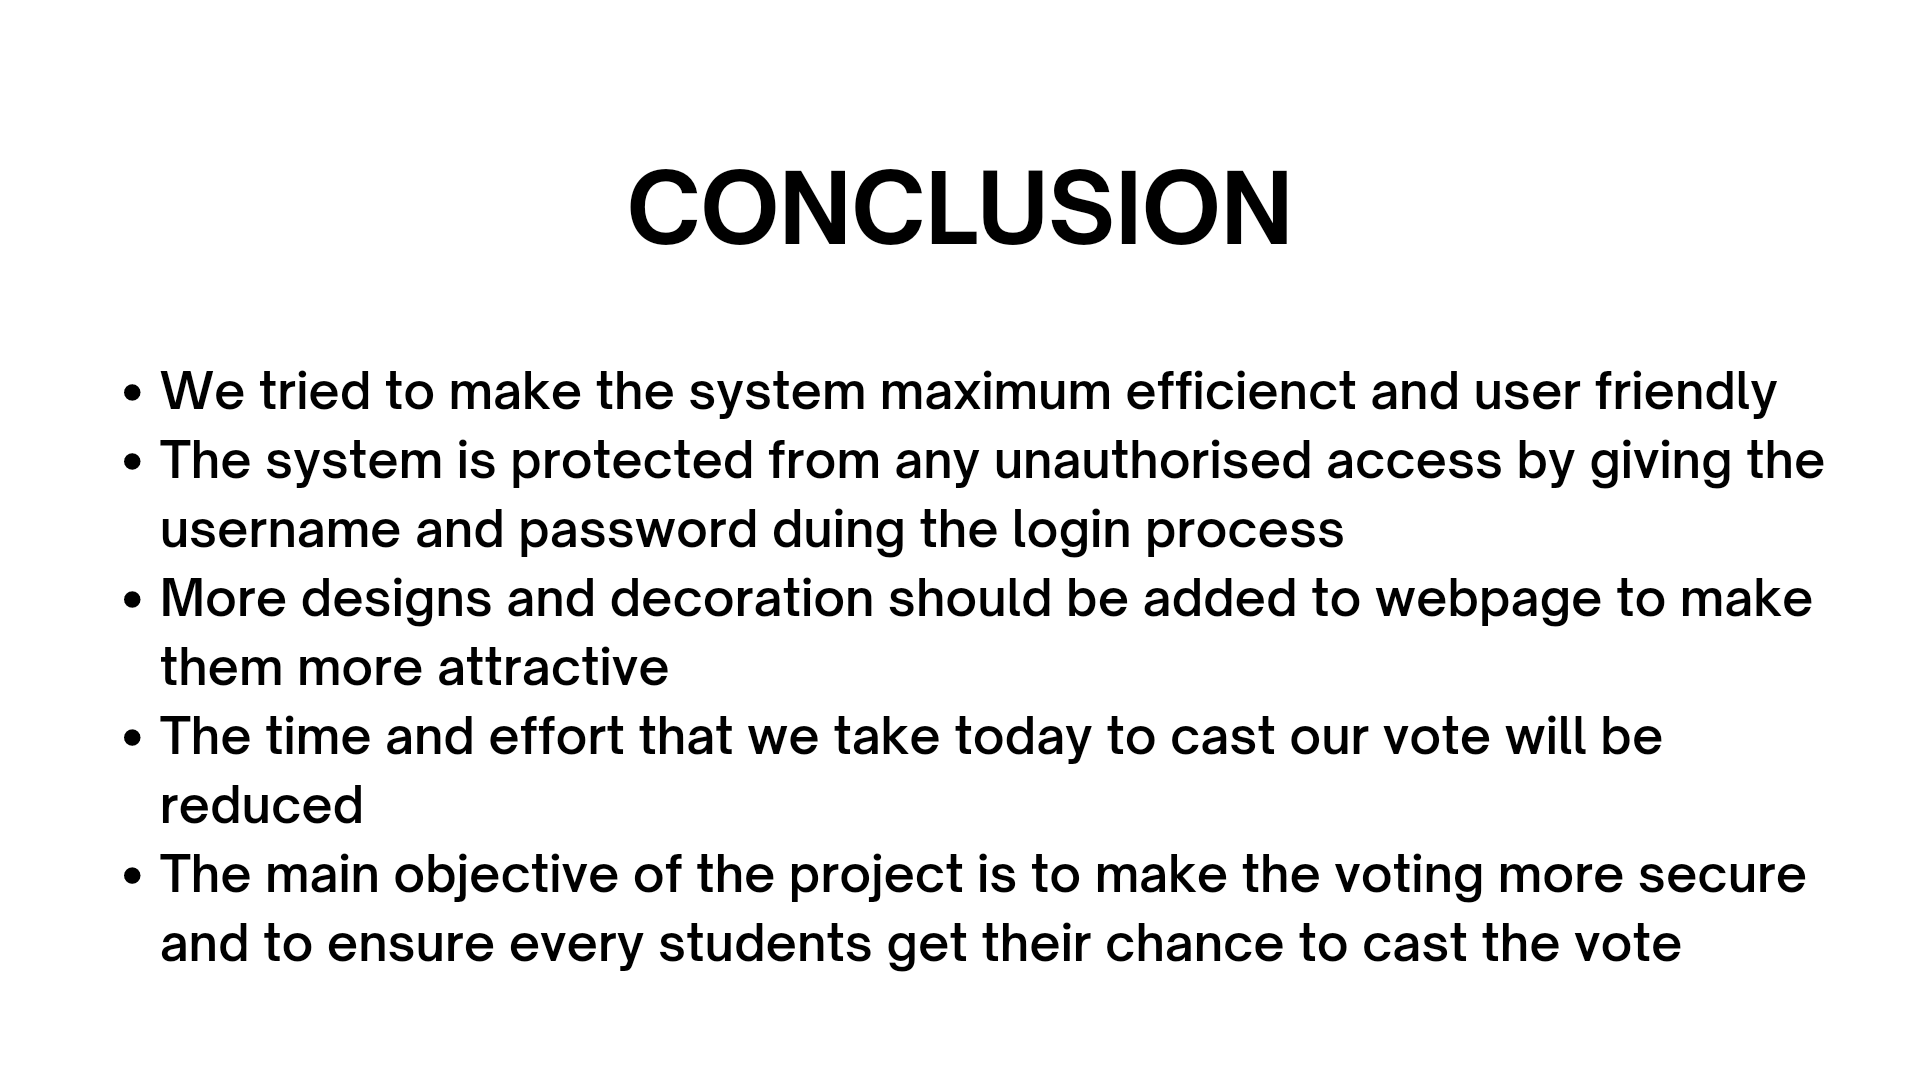 CONCLUSION
• We tried to make the system maximum efficienct and user friendly
• The system is protected from any unauthorised access by giving the
username and password duing the login process
• More designs and decoration should be added to webpage to make
them more attractive
• The time and effort that we take today to cast our vote will be
reduced
• The main objective of the project is to make the voting more secure
and to ensure every students get their chance to cast the vote